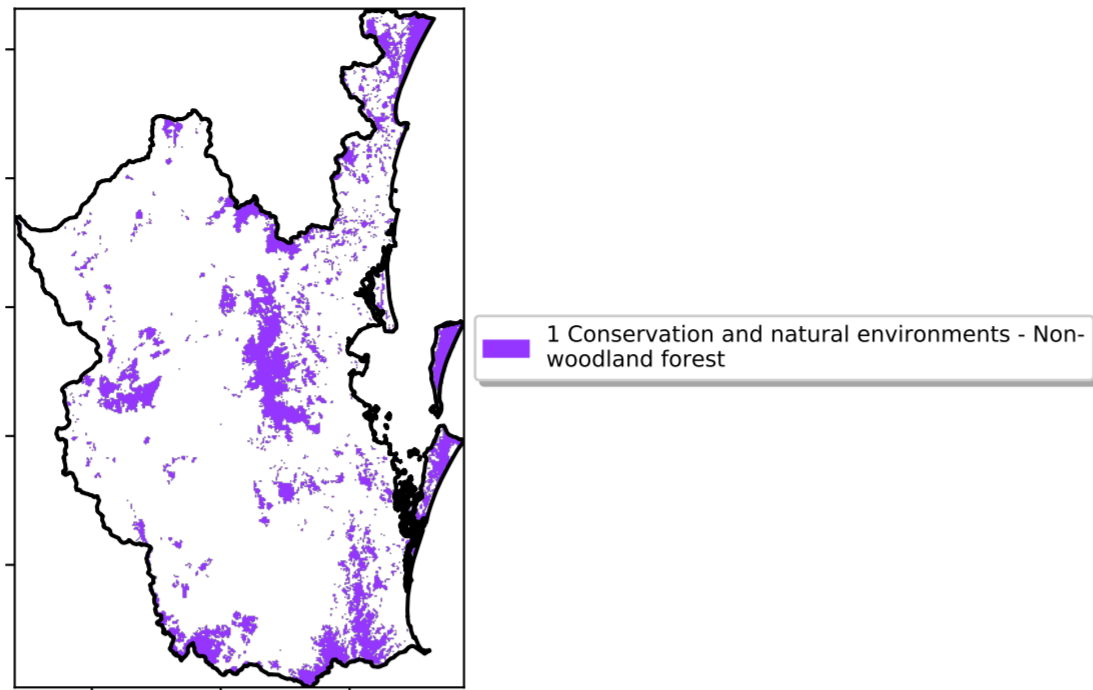 1 Conservation and natural environments - Non-
woodland forest